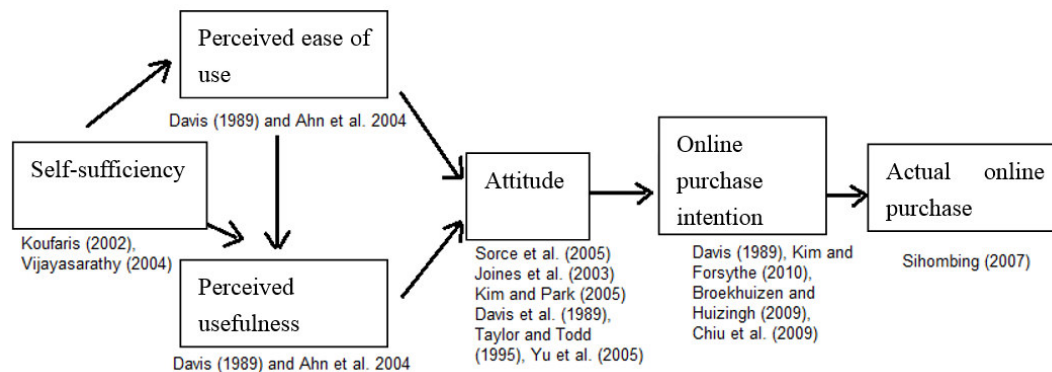 Perceived ease of
use
Davis (1989) and Ahn et al. 2004
Self-sufficiency
Koufaris (2002),
Vijayasarathy (2004)
Perceived
usefulness
Davis (1989) and Ahn et al. 2004
Attitude
Sorce et al. (2005)
Joines et al. (2003)
Kim and Park (2005)
Davis et al. (1989),
Taylor and Todd
(1995), Yu et al. (2005)
Online
purchase
intention
Davis (1989), Kim and
Forsythe (2010),
Broekhuizen and
Huizingh (2009),
Chiu et al. (2009)
Actual online
purchase
Sihombing (2007)